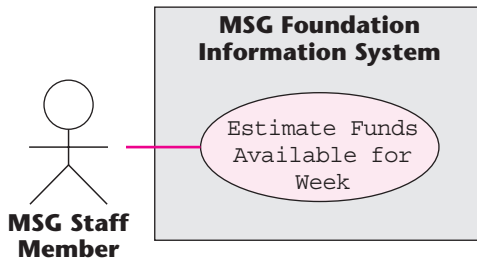 MSG Foundation
Information System
Estimate Funds
Available for
Week
MSG Staff
Member